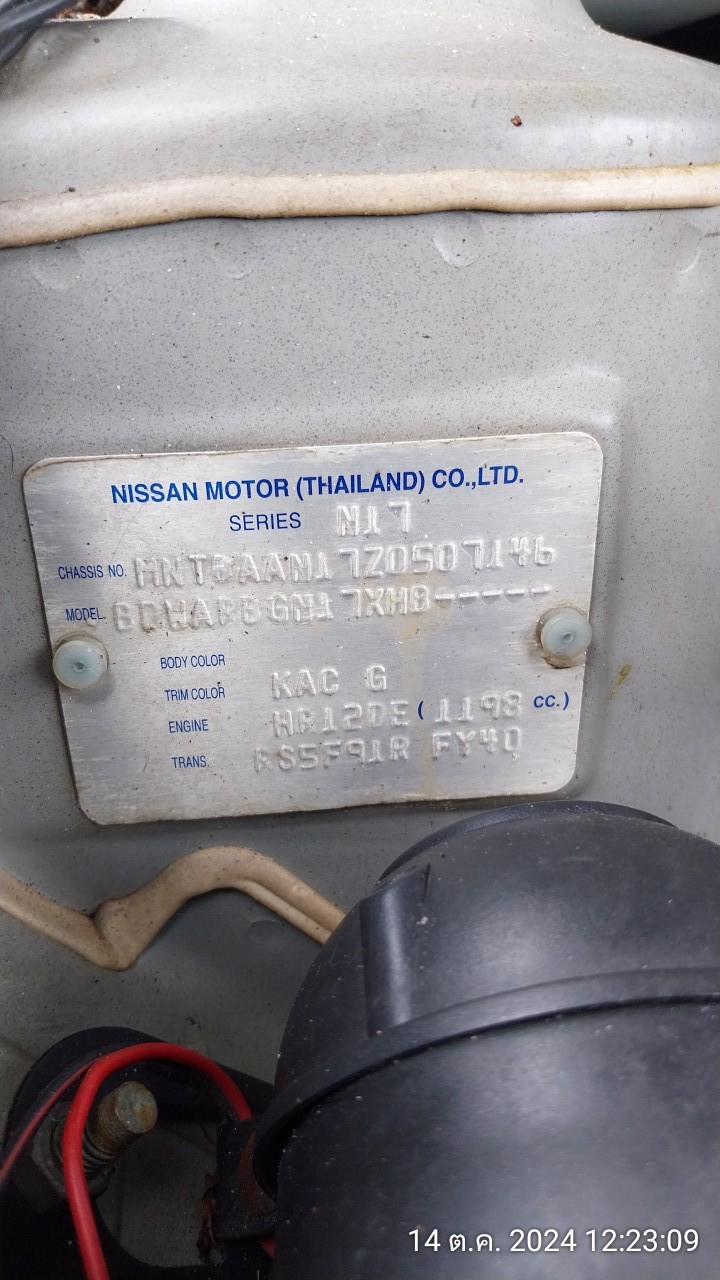 NISSAN MOTOR (THAILAND) CO.,LTD.
SERIES N17
CHASSIS NO. MNTBAAN17Z0507146
MODEL. BDWARBGN17XHB-----
BODY COLOR
TRIM COLOR KAC G
ENGINE HR12DE ( 1198 CC.)
TRANS. RS5F91R FY40
14 ต.ค. 2024 12:23:09